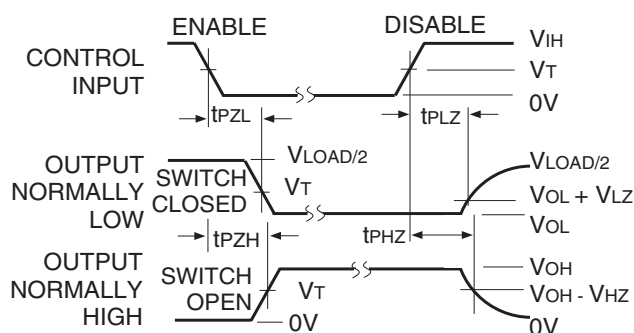 ENABLE
DISABLE
CONTROL
INPUT
VIH
VT
0V
tPZL
tPLZ
OUTPUT
NORMALLY
LOW
SWITCH
CLOSED
VLOAD/2
VT
VLOAD/2
VOL + VLZ
VOL
tPZH
tPHZ
OUTPUT
NORMALLY
HIGH
SWITCH
OPEN
VT
0V
VOH
VOH - VHZ
0V